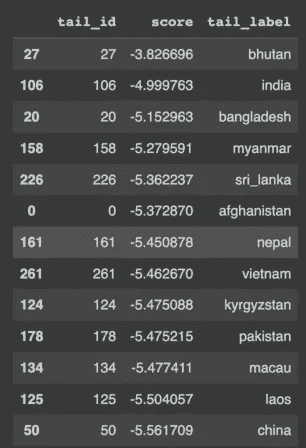 tail_id score tail_label
27 27 -3.826696 bhutan
106 106 -4.999763 india
20 20 -5.152963 bangladesh
158 158 -5.279591 myanmar
226 226 -5.362237 sri_lanka
0 0 -5.372870 afghanistan
161 161 -5.450878 nepal
261 261 -5.462670 vietnam
124 124 -5.475088 kyrgyzstan
178 178 -5.475215 pakistan
134 134 -5.477411 macau
125 125 -5.504057 laos
50 50 -5.561709 china